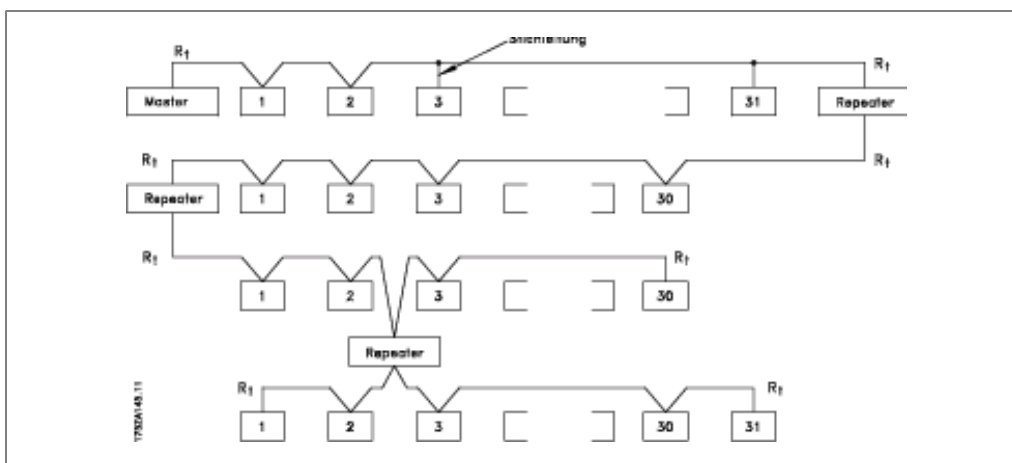 Stichleitung
Rt Rt
Master 1 2 3 31 Repeater
Rt Rt
Repeater 1 2 3 30
Rt Rt
1 2 3 30
Repeater
Rt Rt
1 2 3 30 31
175ZA145.11